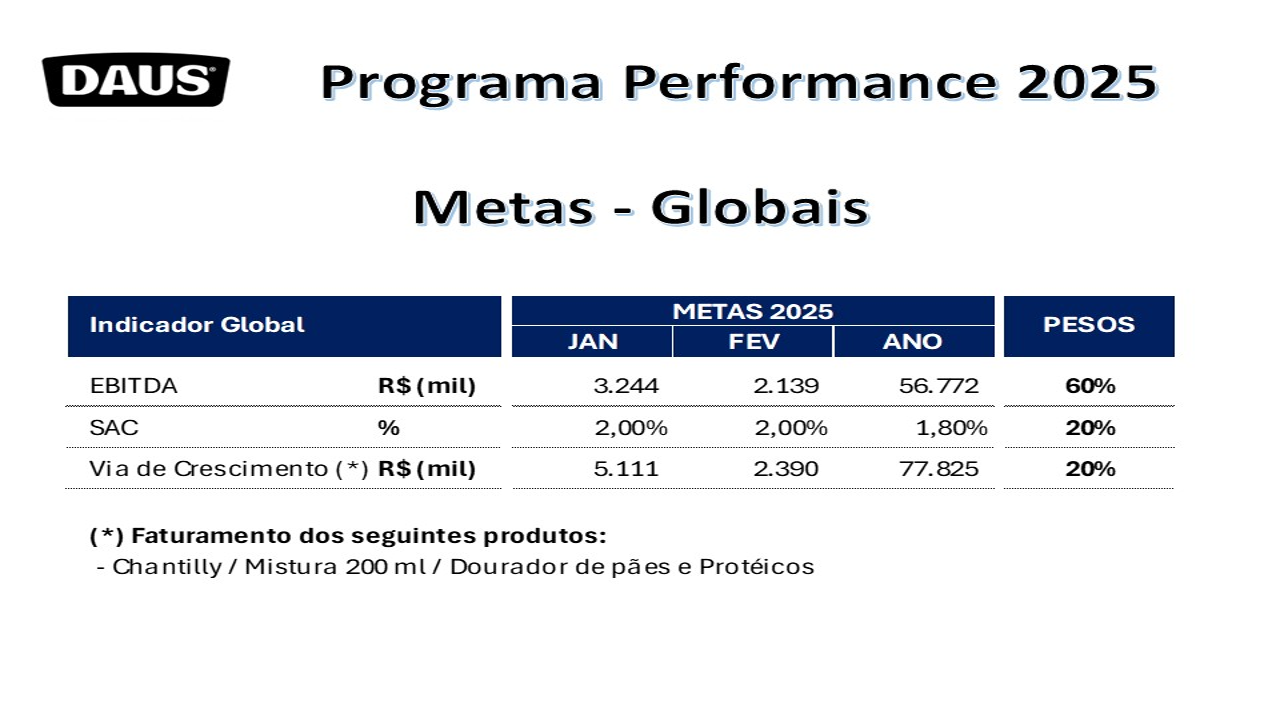 DAUS®
Programa Performance 2025
Metas - Globais
Indicador Global METAS 2025 PESOS
JAN FEV ANO
EBITDA R$ (mil) 3.244 2.139 56.772 60%
SAC % 2,00% 2,00% 1,80% 20%
Via de Crescimento (*) R$ (mil) 5.111 2.390 77.825 20%
(*) Faturamento dos seguintes produtos:
- Chantilly / Mistura 200 ml / Dourador de pães e Protéicos